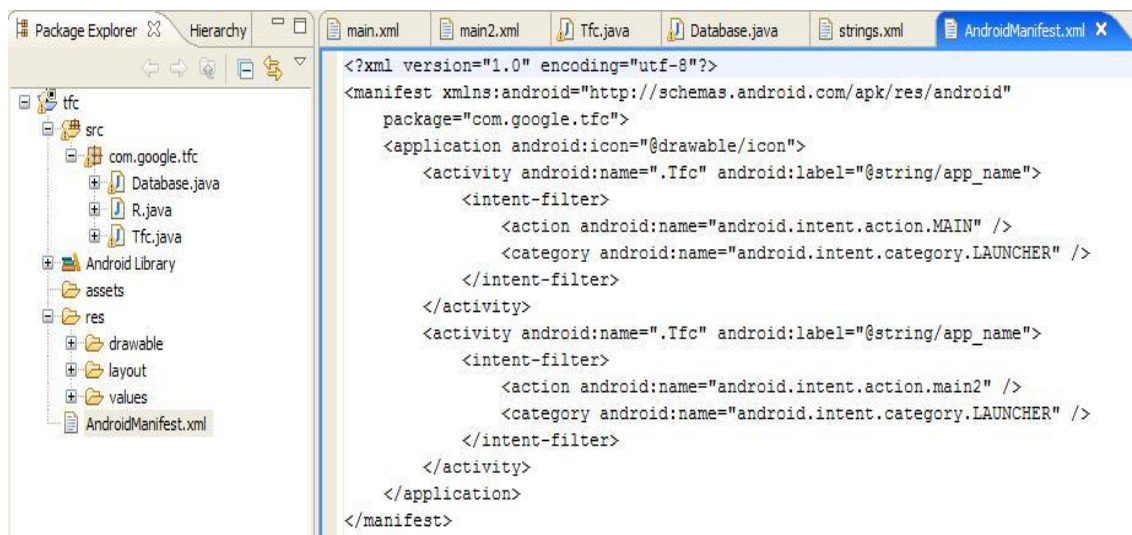 Package Explorer Hierarchy
tfc
src
com.google.tfc
Database.java
R.java
Tfc.java
Android Library
assets
res
drawable
layout
values
AndroidManifest.xml
main.xml main2.xml Tfc.java Database.java strings.xml AndroidManifest.xml
<?xml version="1.0" encoding="utf-8"?>
<manifest xmlns:android="http://schemas.android.com/apk/res/android"
package="com.google.tfc">
<application android:icon="@drawable/icon">
<activity android:name=".Tfc" android:label="@string/app_name">
<intent-filter>
<action android:name="android.intent.action.MAIN" />
<category android:name="android.intent.category.LAUNCHER" />
</intent-filter>
</activity>
<activity android:name=".Tfc" android:label="@string/app_name">
<intent-filter>
<action android:name="android.intent.action.main2" />
<category android:name="android.intent.category.LAUNCHER" />
</intent-filter>
</activity>
</application>
</manifest>